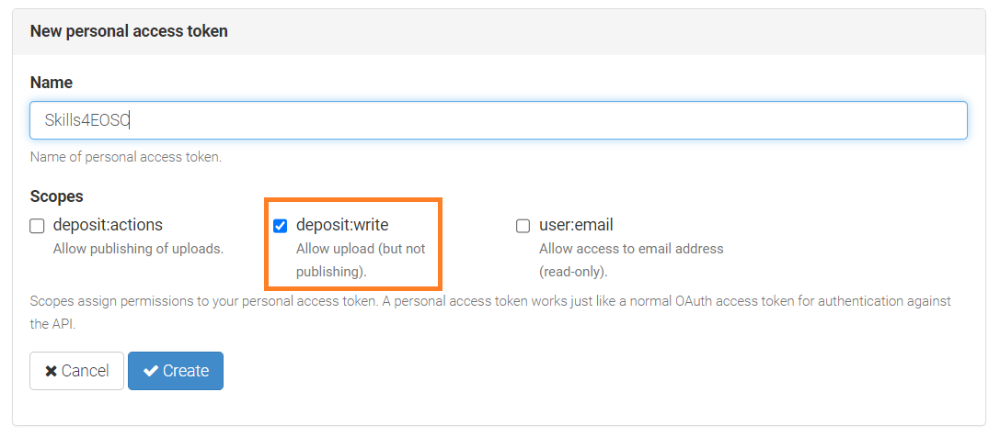 New personal access token
Name
Skills4EOSC
Name of personal access token.
Scopes
deposit:actions
Allow publishing of uploads.
deposit:write
Allow upload (but not
publishing).
user:email
Allow access to email address
(read-only).
Scopes assign permissions to your personal access token. A personal access token works just like a normal OAuth access token for authentication against
the API.
Cancel
Create